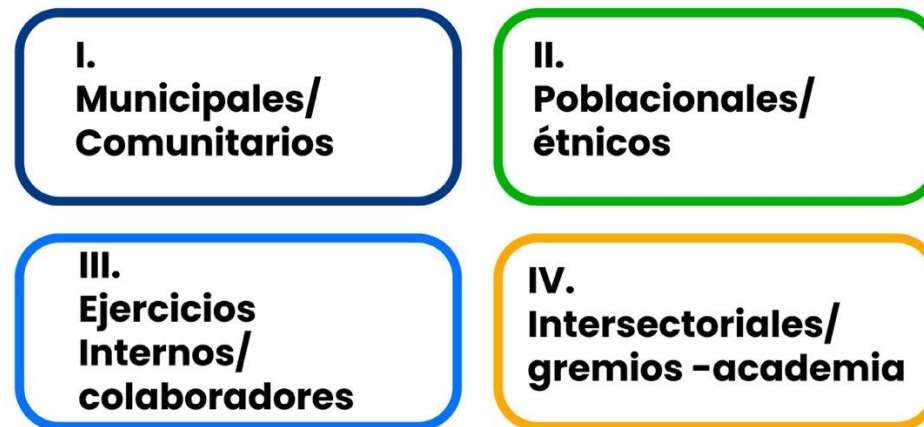 I.
Municipales/
Comunitarios
II.
Poblacionales/
étnicos
III.
Ejercicios
Internos/
colaboradores
IV.
Intersectoriales/
gremios -academia